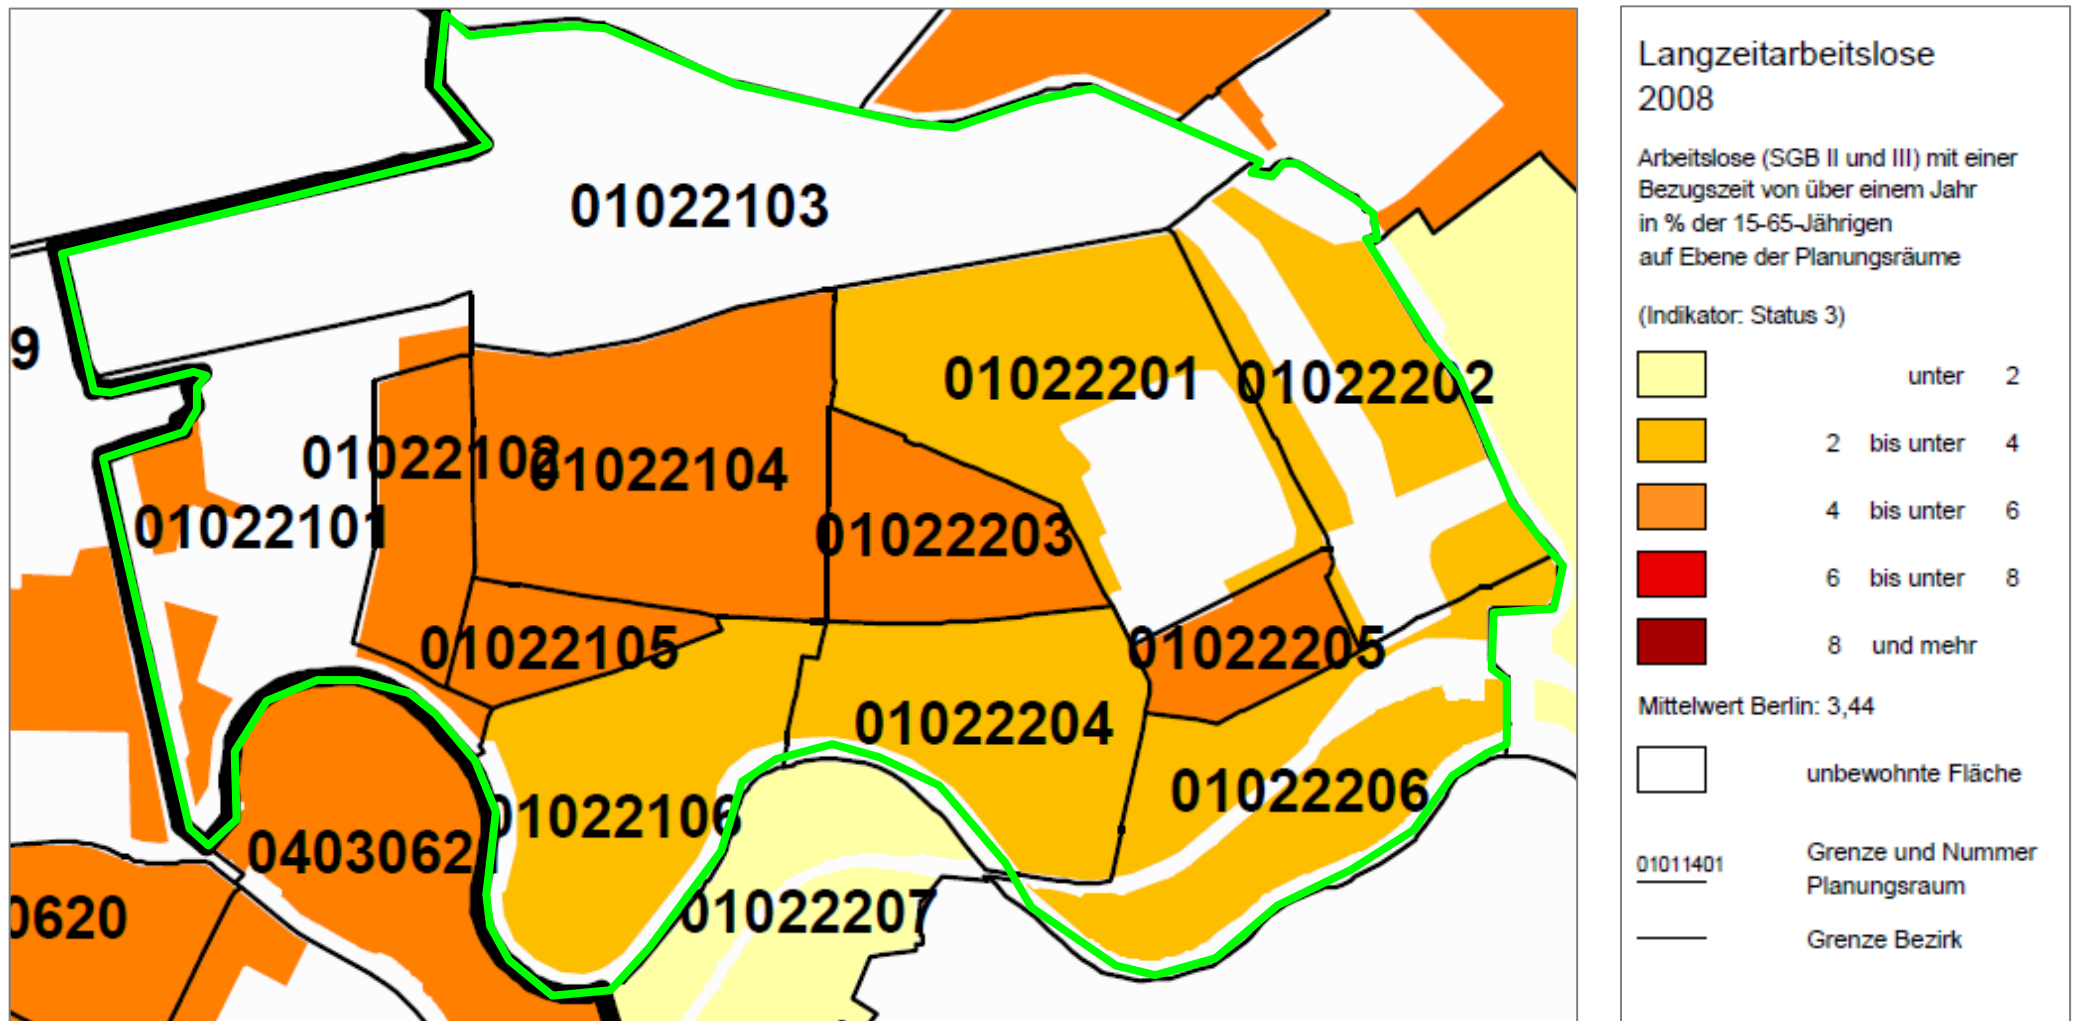 01022103
9
01022201
01022202
01022102
01022104
01022101
01022203
01022105
01022205
01022204
01022206
01022106
0403062
01022207
0620
Langzeitarbeitslose
2008
Arbeitslose (SGB II und III) mit einer
Bezugszeit von über einem Jahr
in % der 15-65-Jährigen
auf Ebene der Planungsräume
(Indikator: Status 3)
unter 2
2 bis unter 4
4 bis unter 6
6 bis unter 8
8 und mehr
Mittelwert Berlin: 3,44
unbewohnte Fläche
01011401 Grenze und Nummer
Planungsraum
Grenze Bezirk